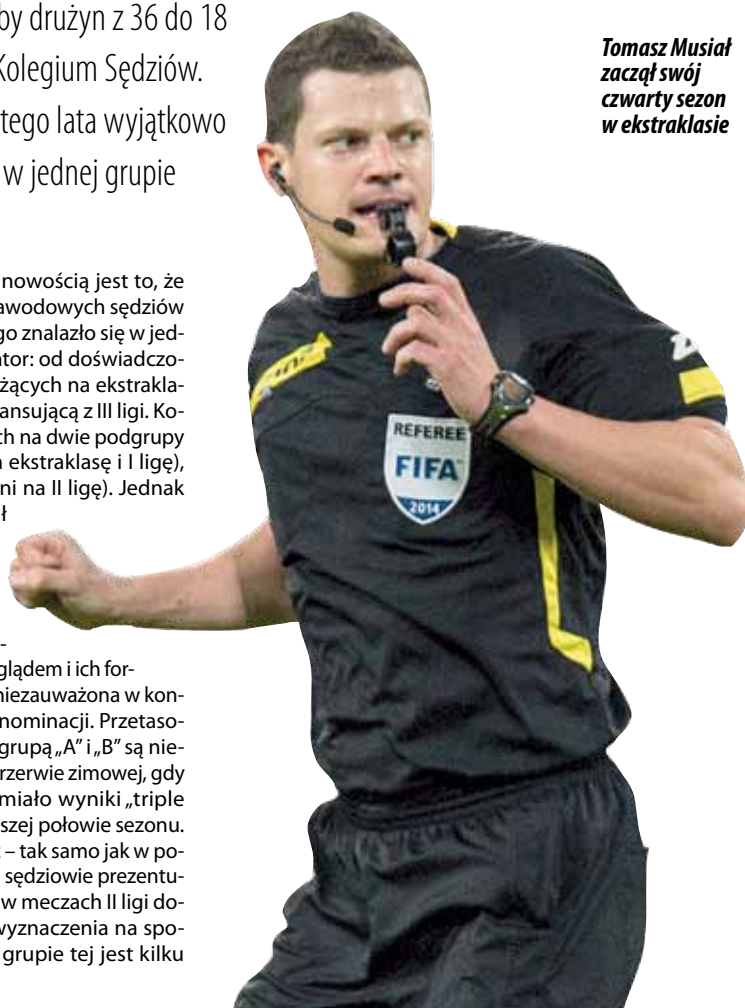 by drużyn z 36 do 18
Kolegium Sędziów.
tego lata wyjątkowo
w jednej grupie
Tomasz Musiał
zaczął swój
czwarty sezon
w ekstraklasie
nowością jest to, że
awodowych sędziów
go znalazło się w jed-
ator: od doświadczo-
żących na ekstrakla-
ansującą z III ligi. Ko-
ch na dwie podgrupy
ekstraklasę i I ligę),
ni na II ligę). Jednak
ł
-
glądem i ich for-
niezauważona w kon-
nominacji. Przetaso-
grupą „A” i „B” są nie-
rzerwie zimowej, gdy
miało wyniki „triple
szej połowie sezonu.
– tak samo jak w po-
sędziowie prezentu-
w meczach II ligi do-
wyznaczenia na spo-
grupie tej jest kilku
REFEREE
FIFA
2014